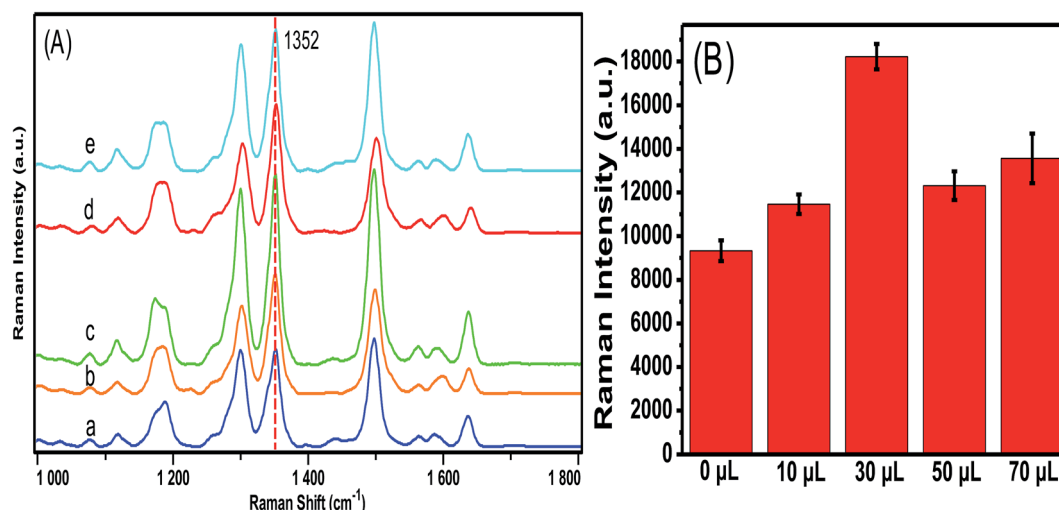 (A)
1352
e
d
c
b
a
Raman Intensity (a.u.)
1 000
1 200
1 400
1 600
1 800
Raman Shift (cm⁻¹)
(B)
Raman Intensity (a.u.)
18000
16000
14000
12000
10000
8000
6000
4000
2000
0
0 µL
10 µL
30 µL
50 µL
70 µL